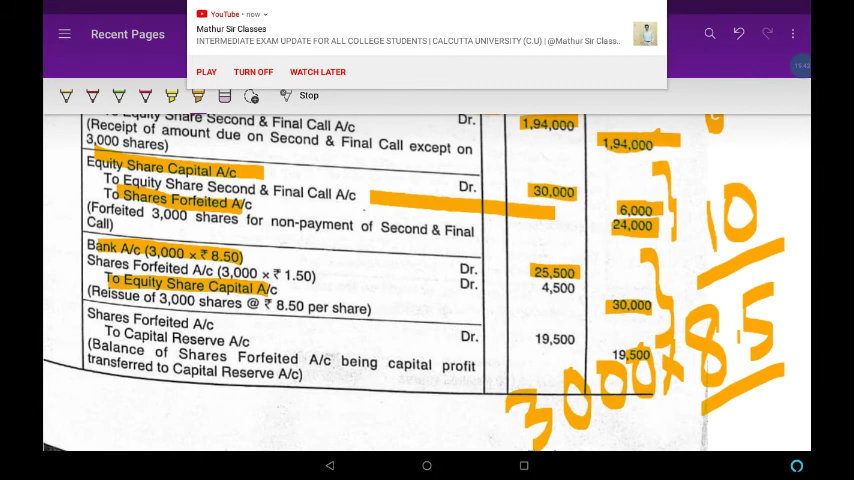 YouTube • now
Mathur Sir Classes
INTERMEDIATE EXAM UPDATE FOR ALL COLLEGE STUDENTS | CALCUTTA UNIVERSITY (C.U) | @Mathur Sir Class..
PLAY TURN OFF WATCH LATER
Recent Pages
Stop
To Equity Share Second & Final Call A/c Dr. 1,94,000
(Receipt of amount due on Second & Final Call except on 1,94,000
3,000 shares)
Equity Share Capital A/c Dr. 30,000
To Equity Share Second & Final Call A/c 6,000
To Shares Forfeited A/c 24,000
(Forfeited 3,000 shares for non-payment of Second & Final
Call)
Bank A/c (3,000 × ₹ 8.50) Dr. 25,500
Shares Forfeited A/c (3,000 × ₹ 1.50) Dr. 4,500
To Equity Share Capital A/c 30,000
(Reissue of 3,000 shares @ ₹ 8.50 per share)
Shares Forfeited A/c Dr. 19,500
To Capital Reserve A/c 19,500
(Balance of Shares Forfeited A/c being capital profit
transferred to Capital Reserve A/c)
10
3000 × 8.5